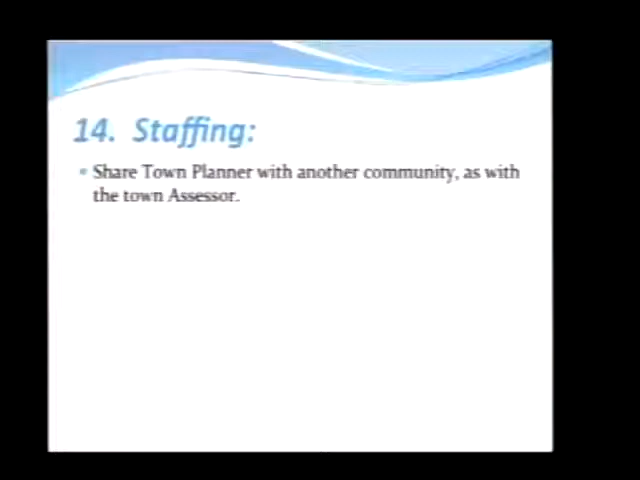 14. Staffing:
Share Town Planner with another community, as with
the town Assessor.